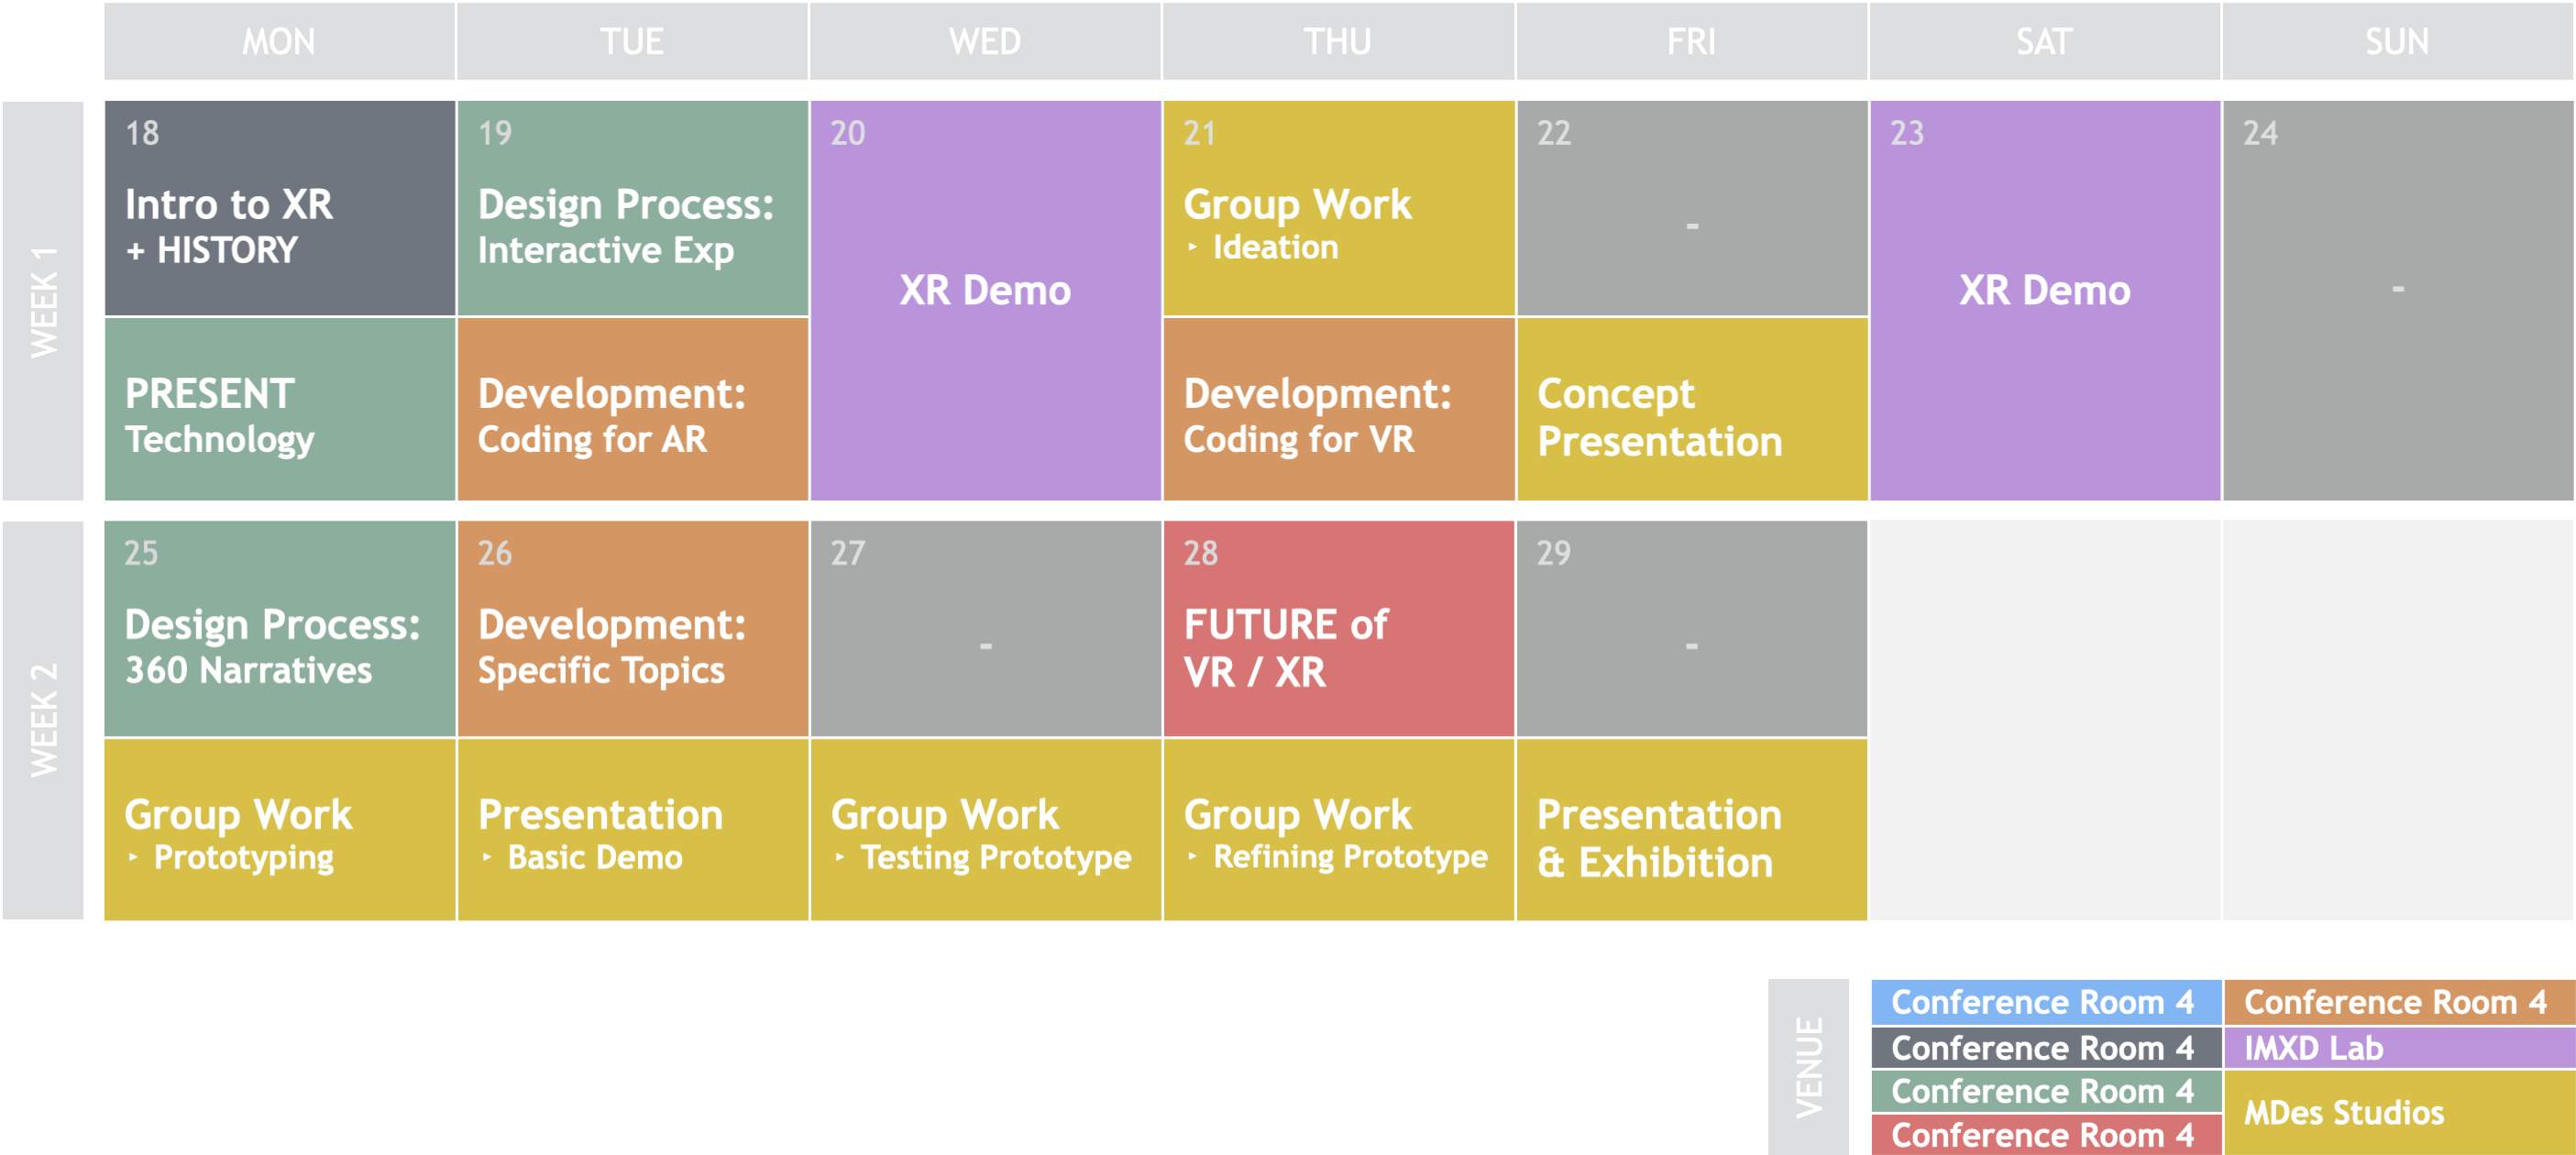 MON
TUE
WED
THU
FRI
SAT
SUN
WEEK 1
18
Intro to XR
+ HISTORY
PRESENT
Technology
19
Design Process:
Interactive Exp
Development:
Coding for AR
20
XR Demo
21
Group Work
‣ Ideation
Development:
Coding for VR
22
-
Concept
Presentation
23
XR Demo
24
-
WEEK 2
25
Design Process:
360 Narratives
Group Work
‣ Prototyping
26
Development:
Specific Topics
Presentation
‣ Basic Demo
27
-
Group Work
‣ Testing Prototype
28
FUTURE of
VR / XR
Group Work
‣ Refining Prototype
29
-
Presentation
& Exhibition
VENUE
Conference Room 4
Conference Room 4
Conference Room 4
Conference Room 4
Conference Room 4
IMXD Lab
MDes Studios